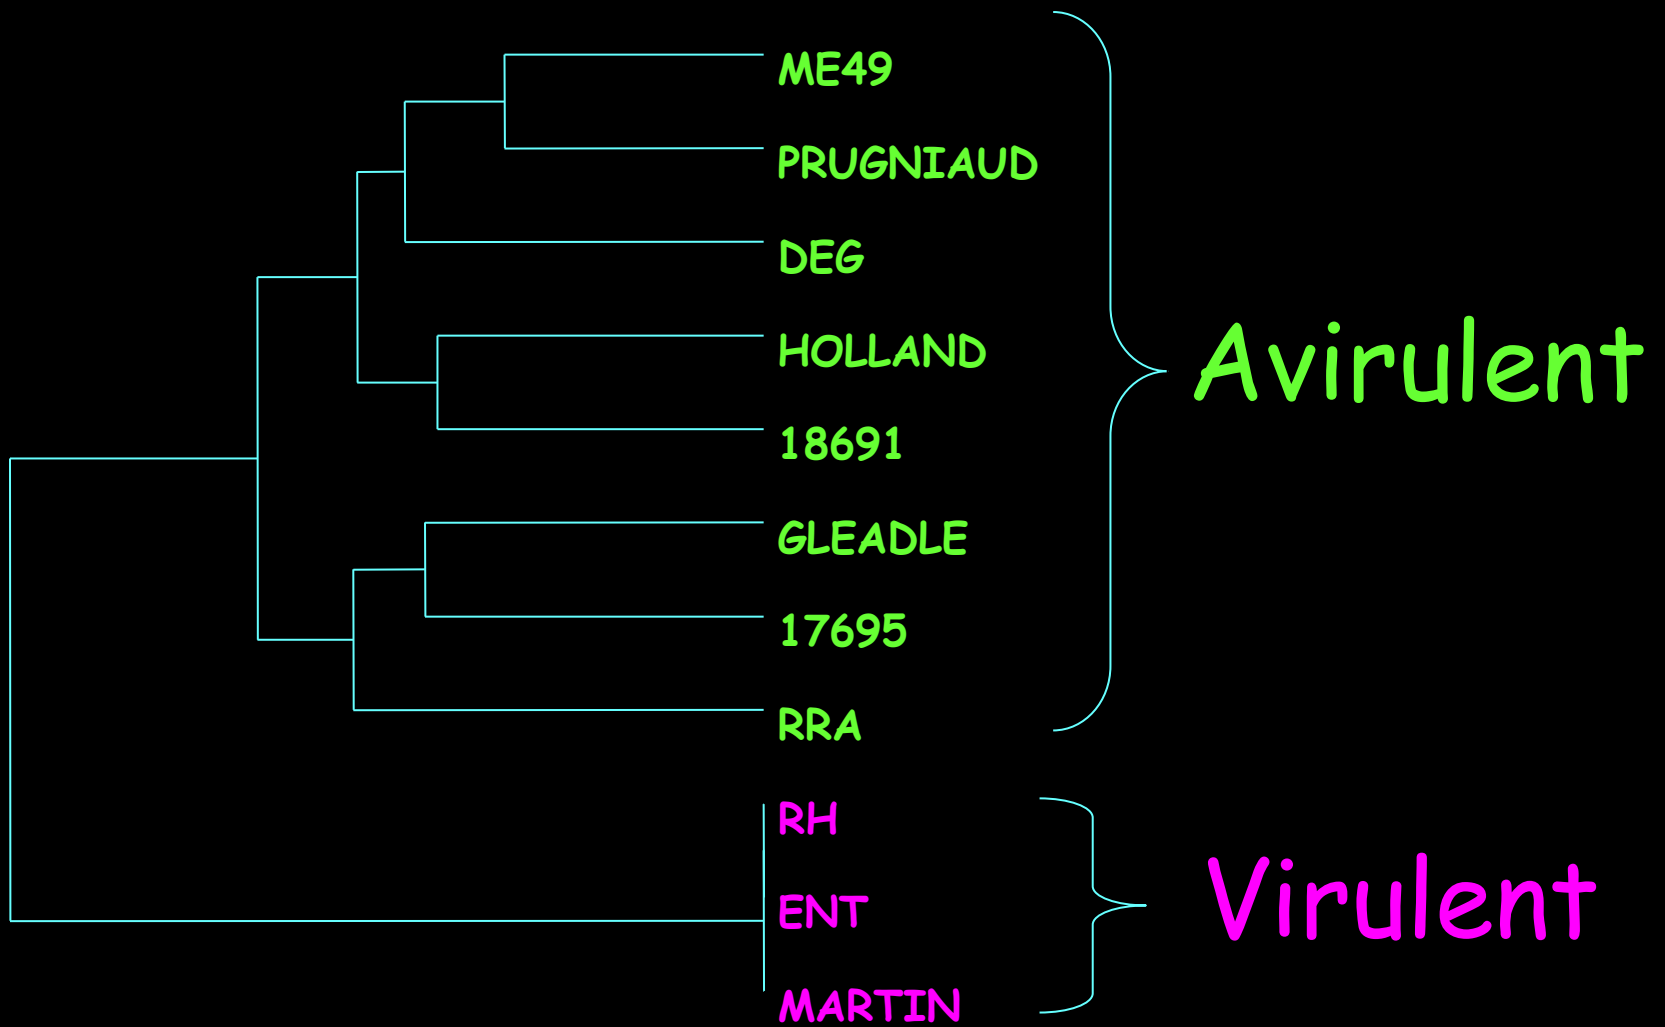 ME49
PRUGNIAUD
DEG
HOLLAND
18691
GLEADLE
17695
RRA
Avirulent
RH
ENT
MARTIN
Virulent